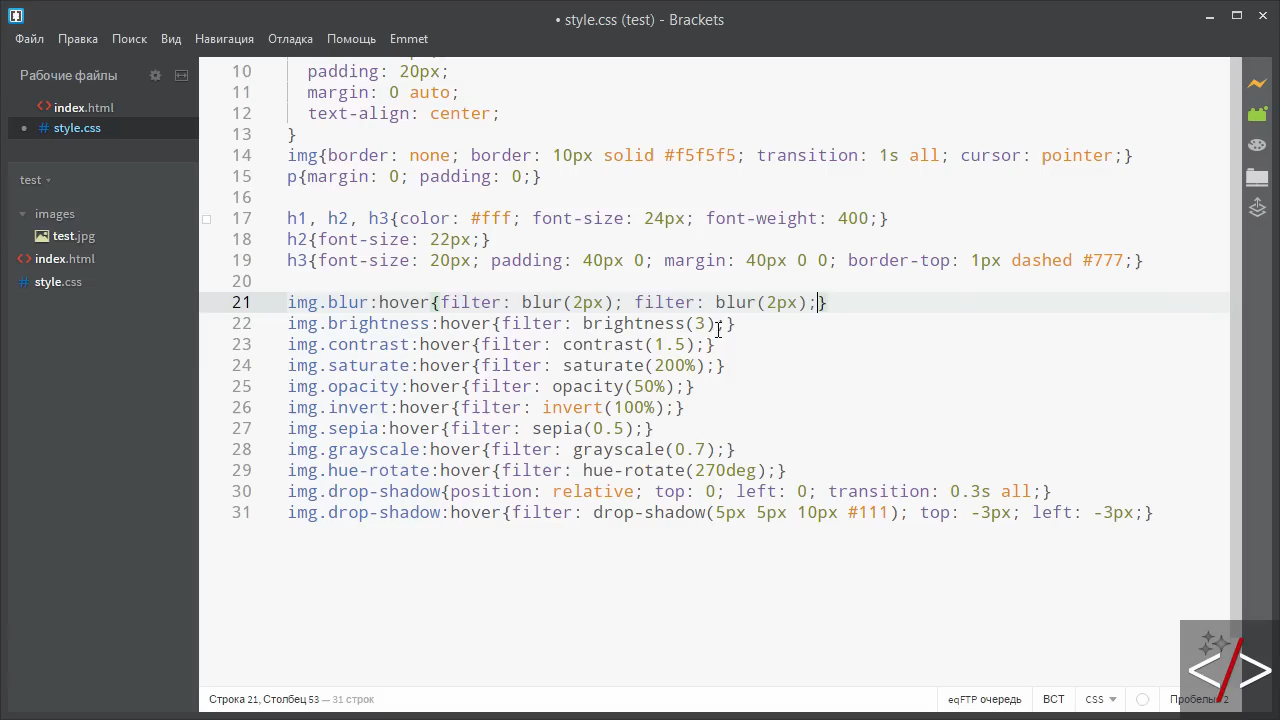 • style.css (test) - Brackets
Файл Правка Поиск Вид Навигация Отладка Помощь Emmet
Рабочие файлы
<> index.html
• # style.css
test
images
test.jpg
<> index.html
# style.css
10 padding: 20px;
11 margin: 0 auto;
12 text-align: center;
13 }
14 img{border: none; border: 10px solid #f5f5f5; transition: 1s all; cursor: pointer;}
15 p{margin: 0; padding: 0;}
16
17 h1, h2, h3{color: #fff; font-size: 24px; font-weight: 400;}
18 h2{font-size: 22px;}
19 h3{font-size: 20px; padding: 40px 0; margin: 40px 0 0; border-top: 1px dashed #777;}
20
21 img.blur:hover{filter: blur(2px); filter: blur(2px);}
22 img.brightness:hover{filter: brightness(3);}
23 img.contrast:hover{filter: contrast(1.5);}
24 img.saturate:hover{filter: saturate(200%);}
25 img.opacity:hover{filter: opacity(50%);}
26 img.invert:hover{filter: invert(100%);}
27 img.sepia:hover{filter: sepia(0.5);}
28 img.grayscale:hover{filter: grayscale(0.7);}
29 img.hue-rotate:hover{filter: hue-rotate(270deg);}
30 img.drop-shadow{position: relative; top: 0; left: 0; transition: 0.3s all;}
31 img.drop-shadow:hover{filter: drop-shadow(5px 5px 10px #111); top: -3px; left: -3px;}
Строка 21, Столбец 53 — 31 строк
eqFTP очередь ВСТ CSS Пробелы: 2